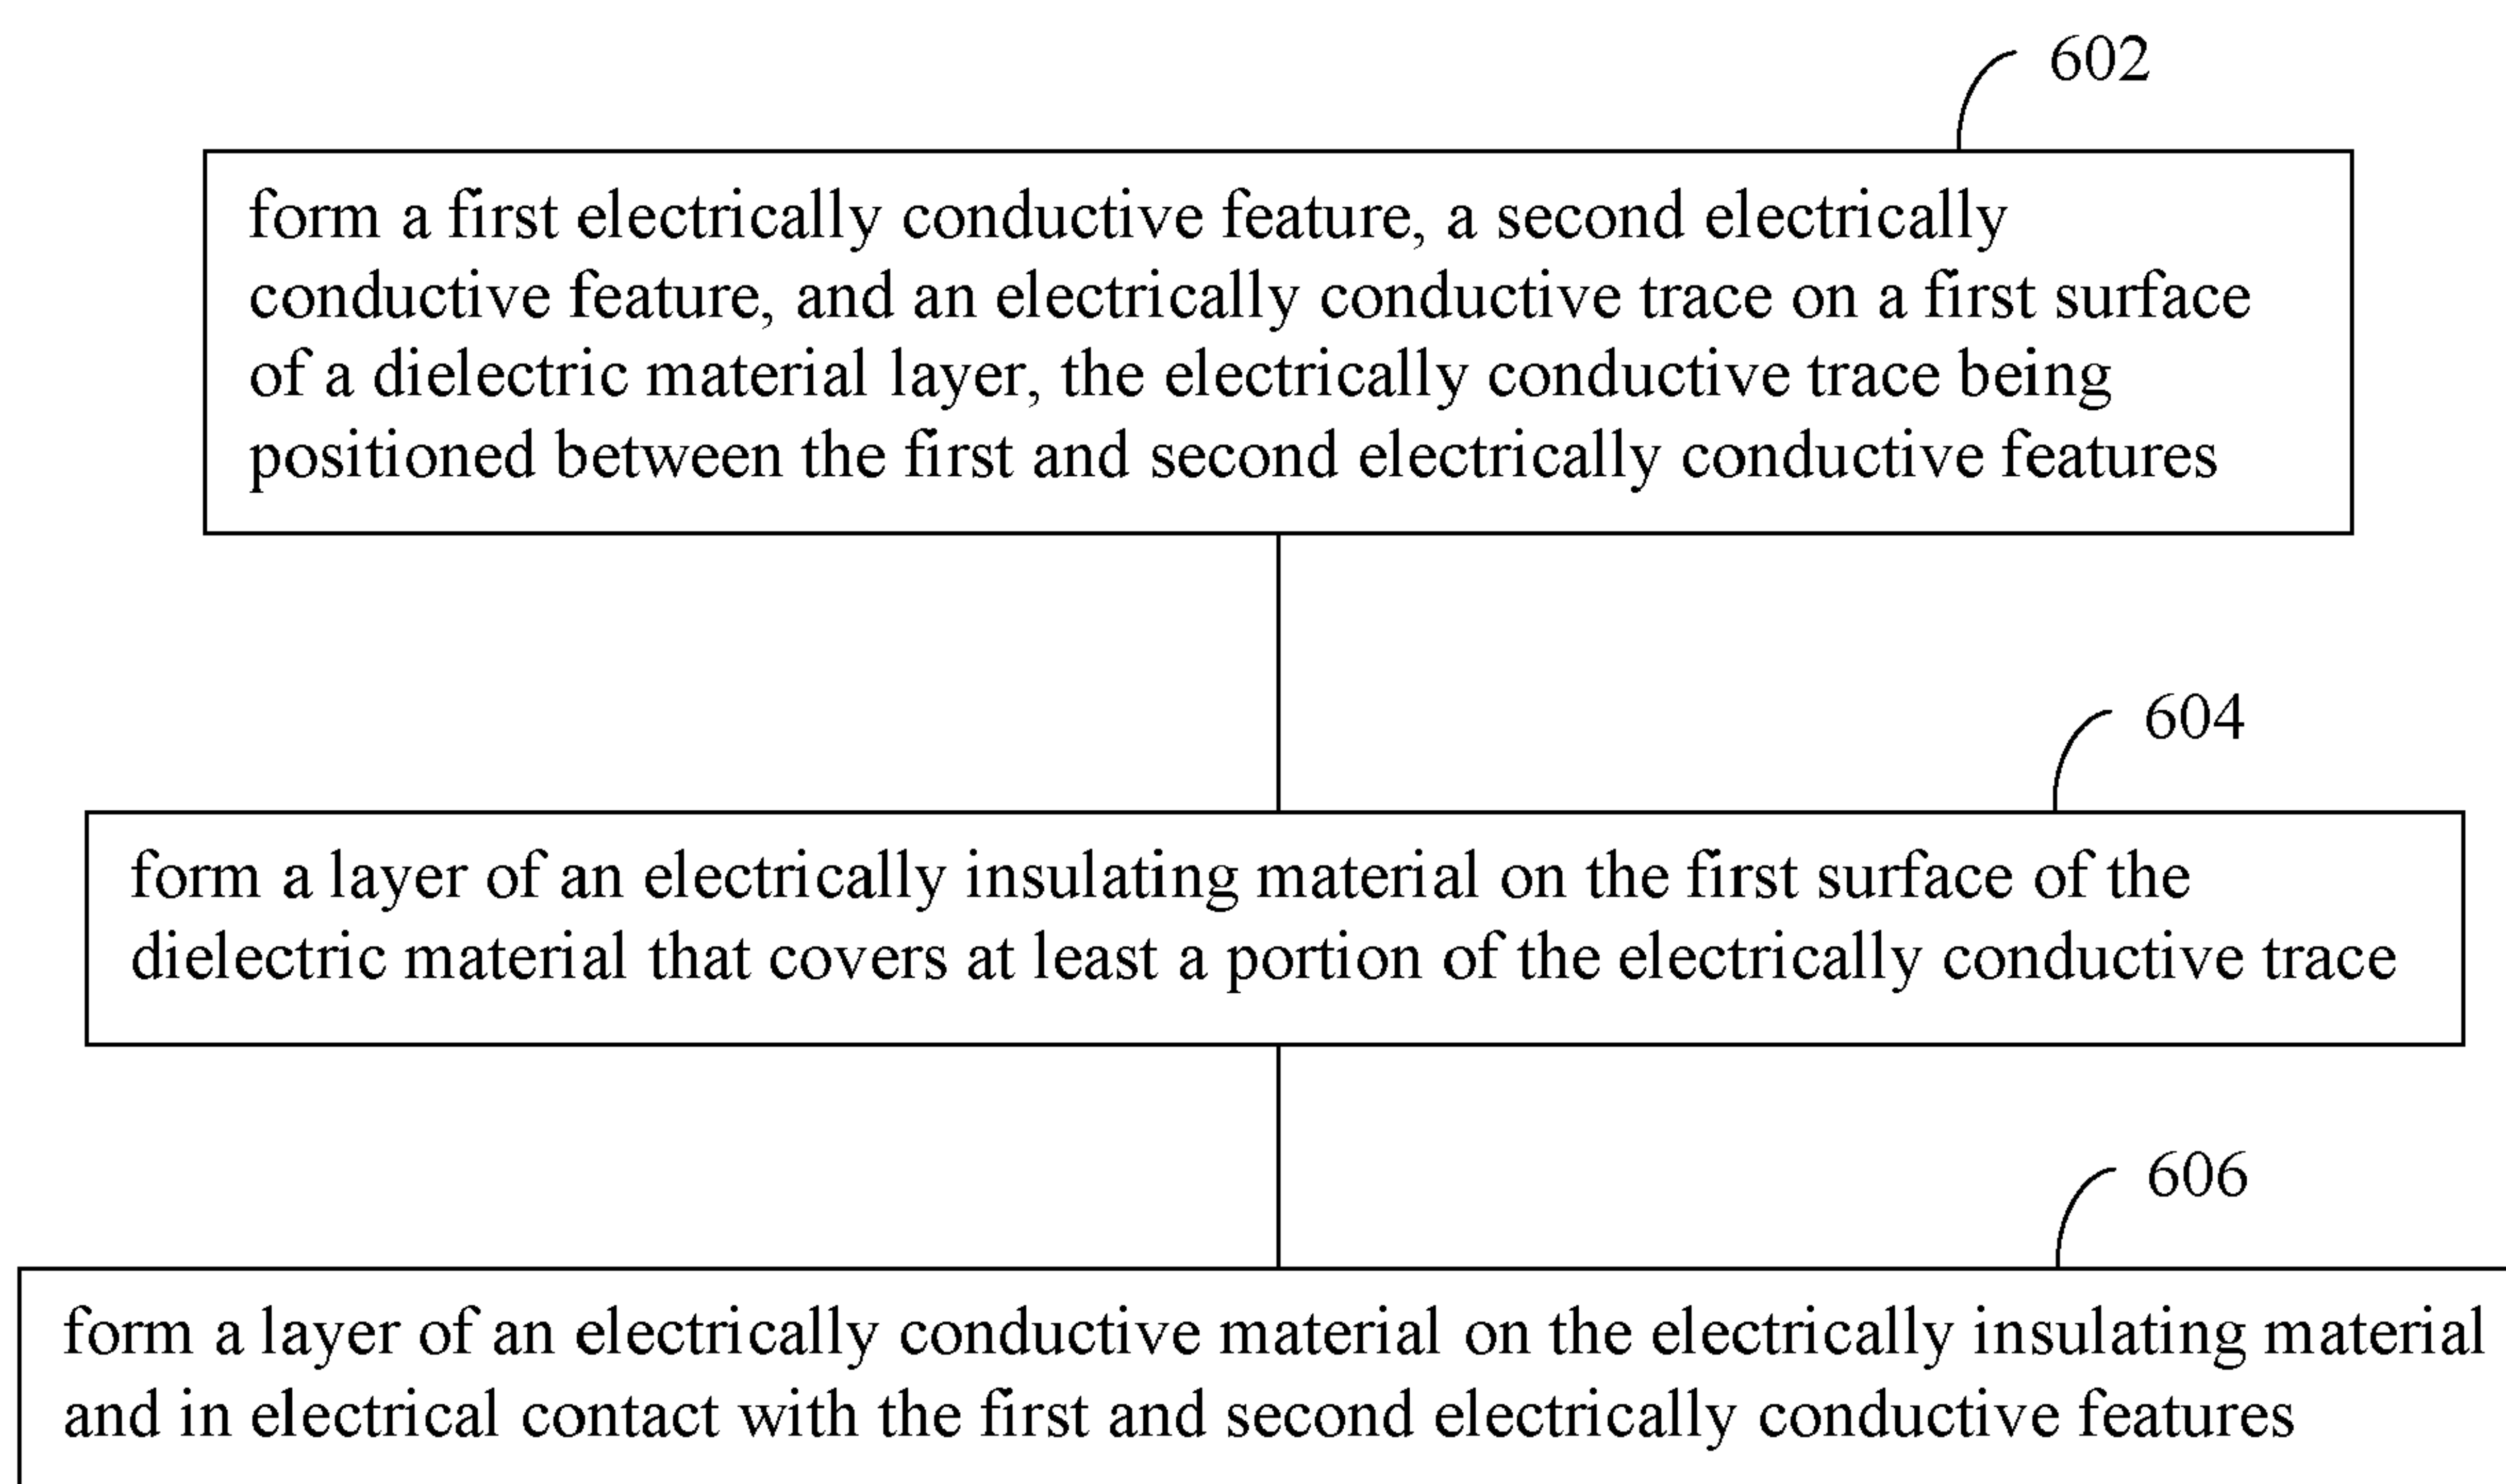 602
form a first electrically conductive feature, a second electrically
conductive feature, and an electrically conductive trace on a first surface
of a dielectric material layer, the electrically conductive trace being
positioned between the first and second electrically conductive features
604
form a layer of an electrically insulating material on the first surface of the
dielectric material that covers at least a portion of the electrically conductive trace
606
form a layer of an electrically conductive material on the electrically insulating material
and in electrical contact with the first and second electrically conductive features